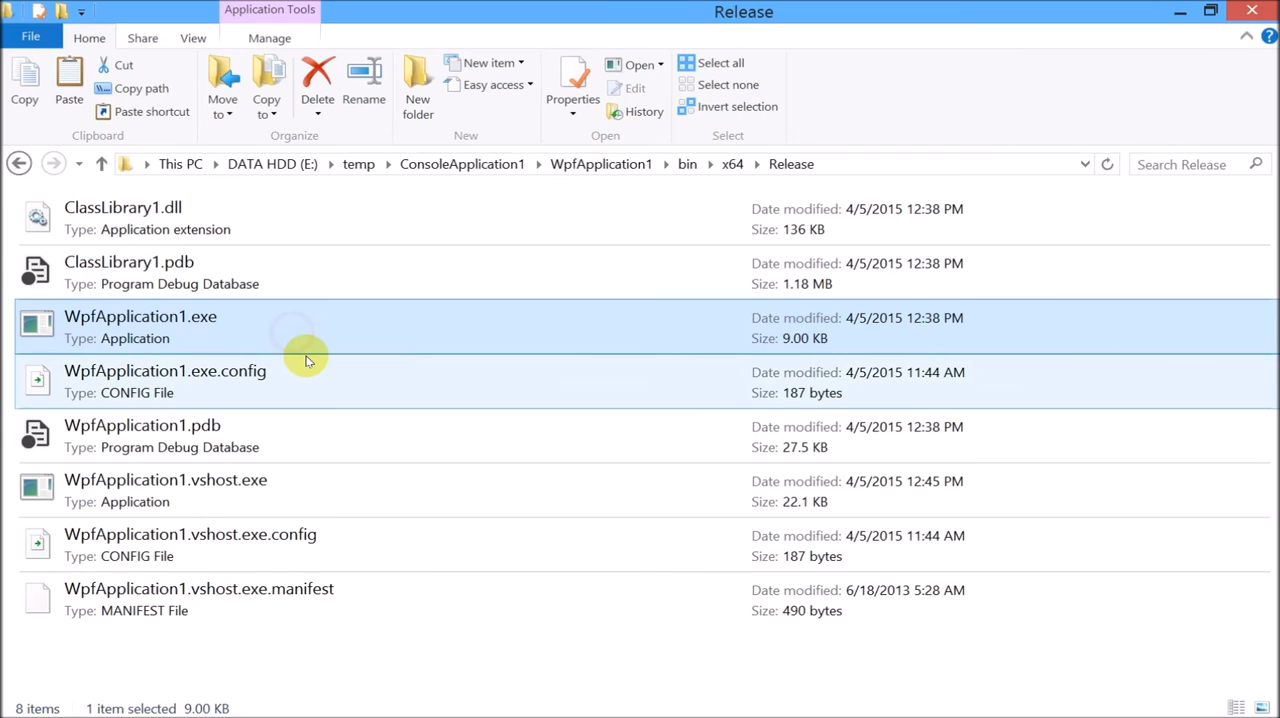 Application Tools
Release
File
Home
Share
View
Manage
Copy
Paste
Cut
Copy path
Paste shortcut
Clipboard
Move to
Copy to
Delete
Rename
Organize
New folder
New item
Easy access
New
Properties
Open
Edit
History
Open
Select all
Select none
Invert selection
Select
This PC
DATA HDD (E:)
temp
ConsoleApplication1
WpfApplication1
bin
x64
Release
Search Release
ClassLibrary1.dll
Date modified: 4/5/2015 12:38 PM
Type: Application extension
Size: 136 KB
ClassLibrary1.pdb
Date modified: 4/5/2015 12:38 PM
Type: Program Debug Database
Size: 1.18 MB
WpfApplication1.exe
Date modified: 4/5/2015 12:38 PM
Type: Application
Size: 9.00 KB
WpfApplication1.exe.config
Date modified: 4/5/2015 11:44 AM
Type: CONFIG File
Size: 187 bytes
WpfApplication1.pdb
Date modified: 4/5/2015 12:38 PM
Type: Program Debug Database
Size: 27.5 KB
WpfApplication1.vshost.exe
Date modified: 4/5/2015 12:45 PM
Type: Application
Size: 22.1 KB
WpfApplication1.vshost.exe.config
Date modified: 4/5/2015 11:44 AM
Type: CONFIG File
Size: 187 bytes
WpfApplication1.vshost.exe.manifest
Date modified: 6/18/2013 5:28 AM
Type: MANIFEST File
Size: 490 bytes
8 items
1 item selected 9.00 KB